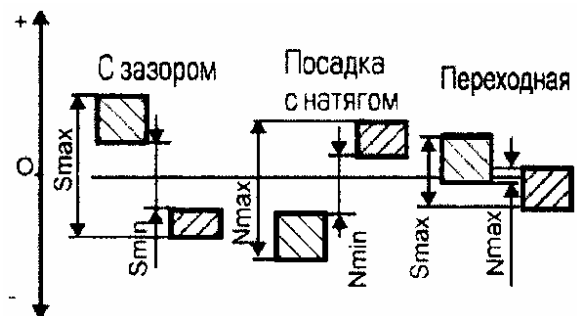 +
С зазором
Посадка
с натягом
Переходная
O
Smax
Smin
Nmax
Nmin
Smax
Nmax
-